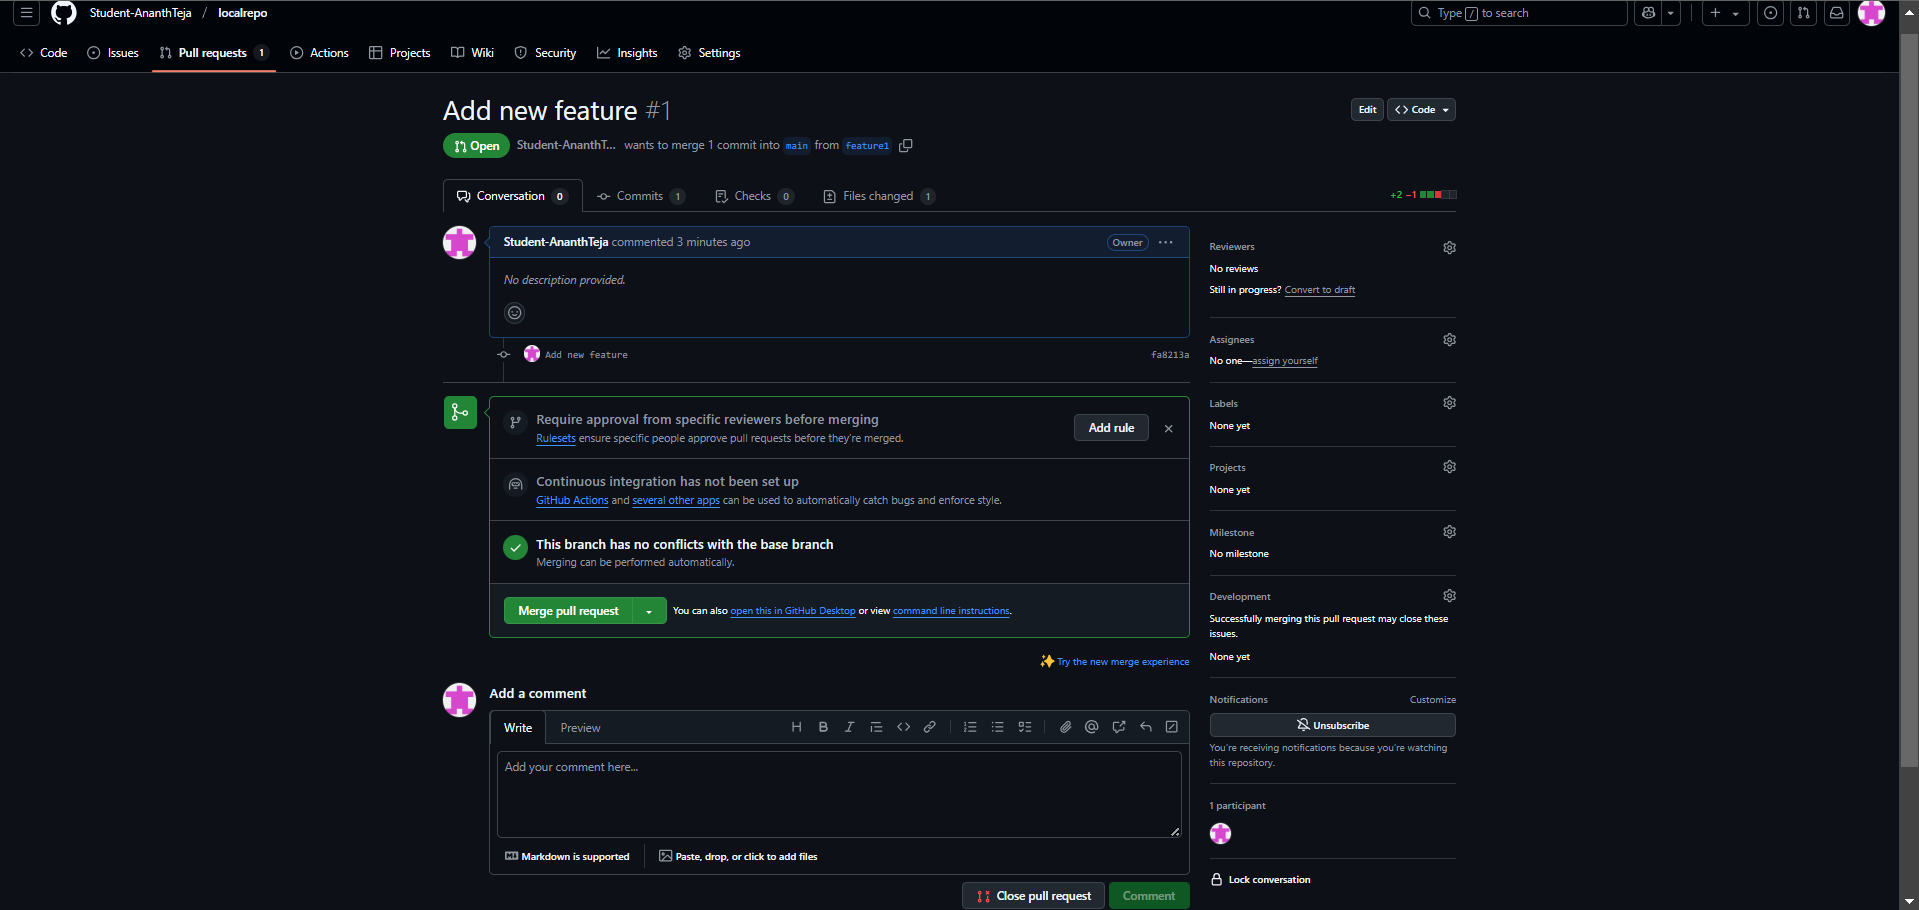 Student-AnanthTeja / localrepo
Type / to search
Code Issues Pull requests 1 Actions Projects Wiki Security Insights Settings
Add new feature #1
Edit
Code
Open
Student-AnanthT... wants to merge 1 commit into main from feature1
Conversation 0
Commits 1
Checks 0
Files changed 1
+2 −1
Student-AnanthTeja commented 3 minutes ago
Owner
No description provided.
Add new feature
fa8213a
Require approval from specific reviewers before merging
Rulesets ensure specific people approve pull requests before they're merged.
Add rule
Continuous integration has not been set up
GitHub Actions and several other apps can be used to automatically catch bugs and enforce style.
This branch has no conflicts with the base branch
Merging can be performed automatically.
Merge pull request
You can also open this in GitHub Desktop or view command line instructions.
Try the new merge experience
Add a comment
Write
Preview
Add your comment here...
Markdown is supported
Paste, drop, or click to add files
Close pull request
Comment
Reviewers
No reviews
Still in progress? Convert to draft
Assignees
No one—assign yourself
Labels
None yet
Projects
None yet
Milestone
No milestone
Development
Successfully merging this pull request may close these
issues.
None yet
Notifications
Customize
Unsubscribe
You're receiving notifications because you're watching
this repository.
1 participant
Lock conversation